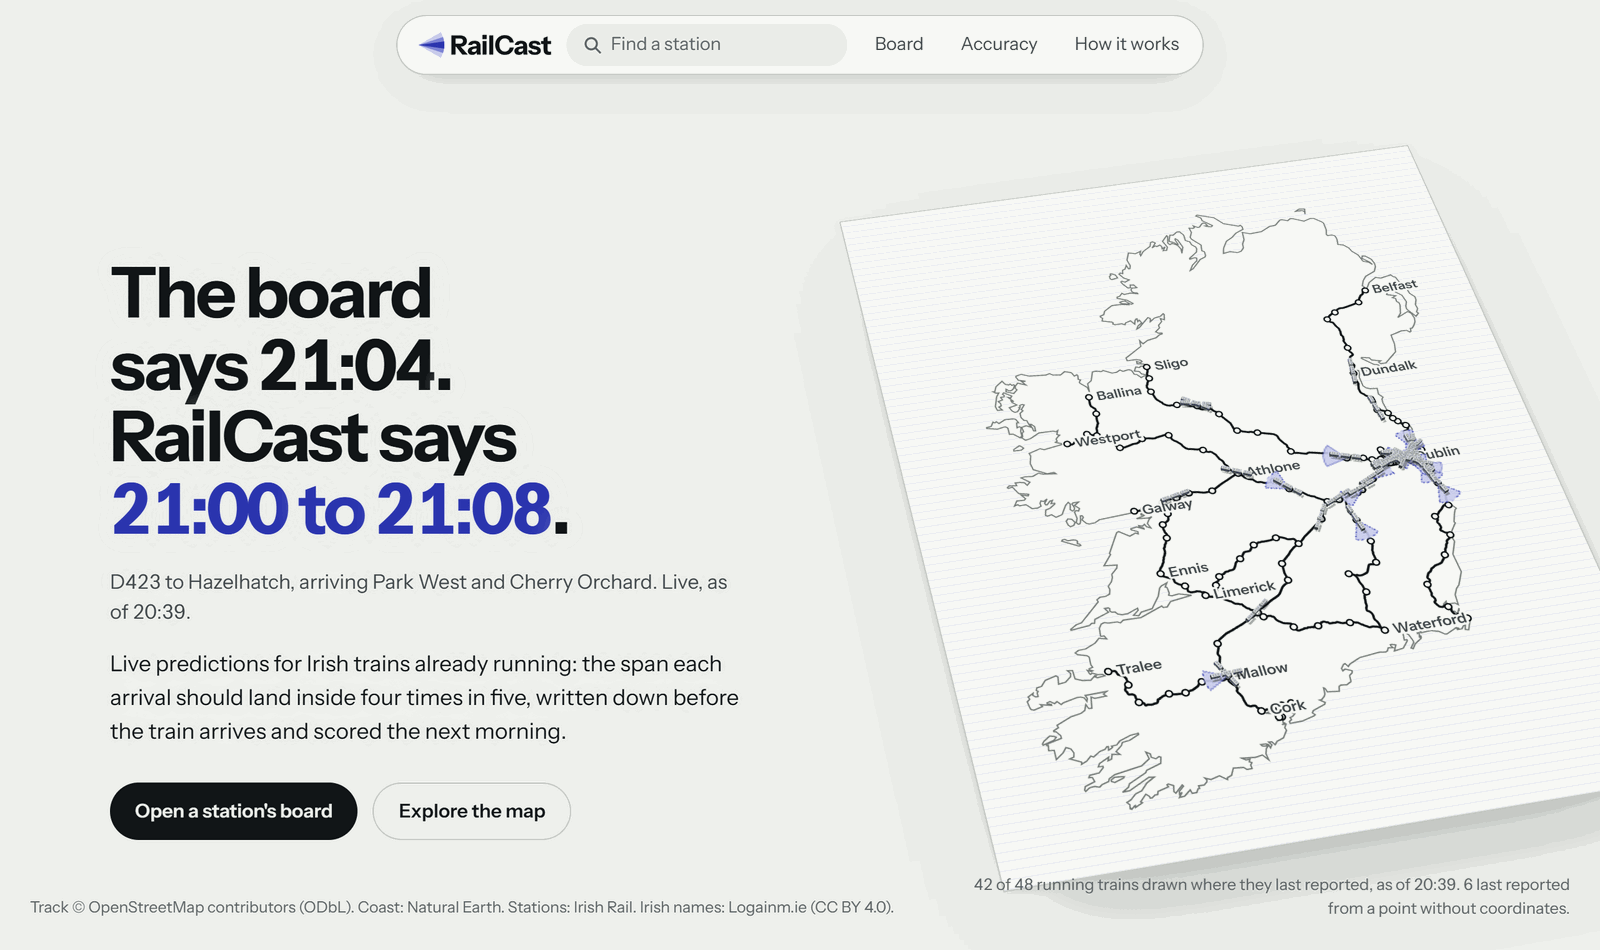 RailCast
Find a station
Board
Accuracy
How it works
The board
says 21:04.
RailCast says
21:00 to 21:08.
D423 to Hazelhatch, arriving Park West and Cherry Orchard. Live, as
of 20:39.
Live predictions for Irish trains already running: the span each
arrival should land inside four times in five, written down before
the train arrives and scored the next morning.
Open a station's board
Explore the map
Belfast
Sligo
Dundalk
Ballina
Westport
Athlone
ublin
Galway
Ennis
Limerick
Waterford
Tralee
Mallow
Cork
42 of 48 running trains drawn where they last reported, as of 20:39. 6 last reported
from a point without coordinates.
Track © OpenStreetMap contributors (ODbL). Coast: Natural Earth. Stations: Irish Rail. Irish names: Logainm.ie (CC BY 4.0).